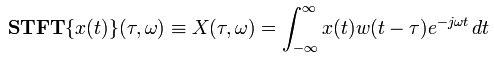 STFT{x(t)}(τ, ω) ≡ X(τ, ω) = ∫_{-∞}^{∞} x(t)w(t − τ)e^{−jωt} dt